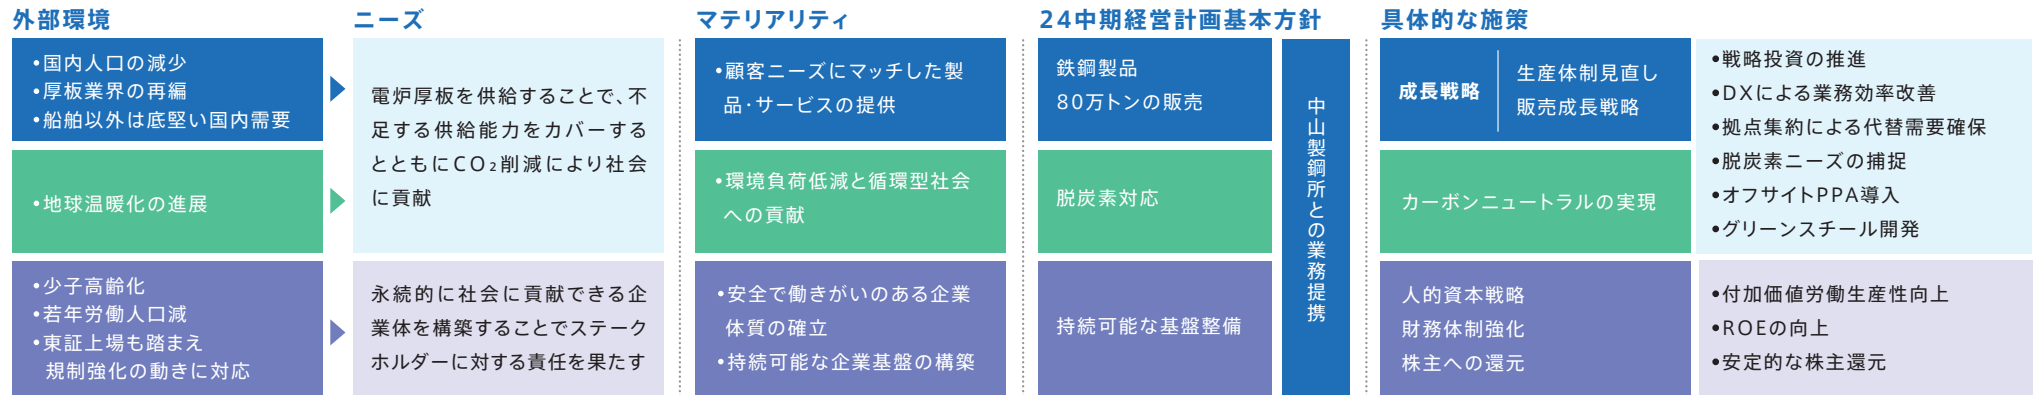 外部環境
•国内人口の減少
•厚板業界の再編
•船舶以外は底堅い国内需要
•地球温暖化の進展
•少子高齢化
•若年労働人口減
•東証上場も踏まえ
規制強化の動きに対応
ニーズ
電炉厚板を供給することで、不
足する供給能力をカバーする
とともにCO₂削減により社会
に貢献
永続的に社会に貢献できる企
業体を構築することでステーク
ホルダーに対する責任を果たす
マテリアリティ
•顧客ニーズにマッチした製
品・サービスの提供
•環境負荷低減と循環型社会
への貢献
•安全で働きがいのある企業
体質の確立
•持続可能な企業基盤の構築
24中期経営計画基本方針
鉄鋼製品
80万トンの販売
脱炭素対応
持続可能な基盤整備
中山製鋼所との業務提携
具体的な施策
成長戦略
生産体制見直し
販売成長戦略
カーボンニュートラルの実現
人的資本戦略
財務体制強化
株主への還元
•戦略投資の推進
•DXによる業務効率改善
•拠点集約による代替需要確保
•脱炭素ニーズの捕捉
•オフサイトPPA導入
•グリーンスチール開発
•付加価値労働生産性向上
•ROEの向上
•安定的な株主還元